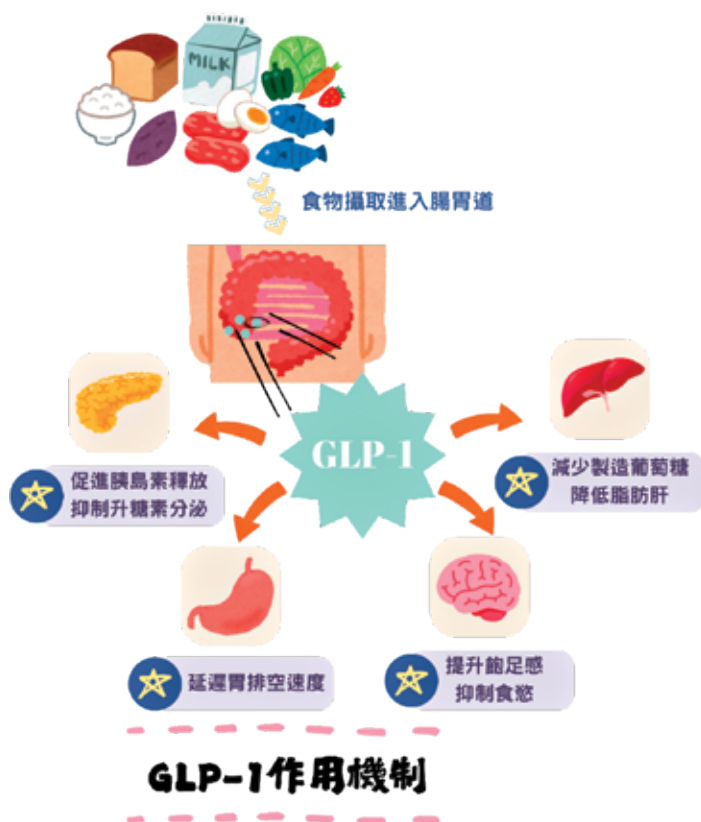 MILK
食物攝取進入腸胃道
GLP-1
促進胰島素釋放
抑制升糖素分泌
減少製造葡萄糖
降低脂肪肝
延遲胃排空速度
提升飽足感
抑制食慾
GLP-1作用機制